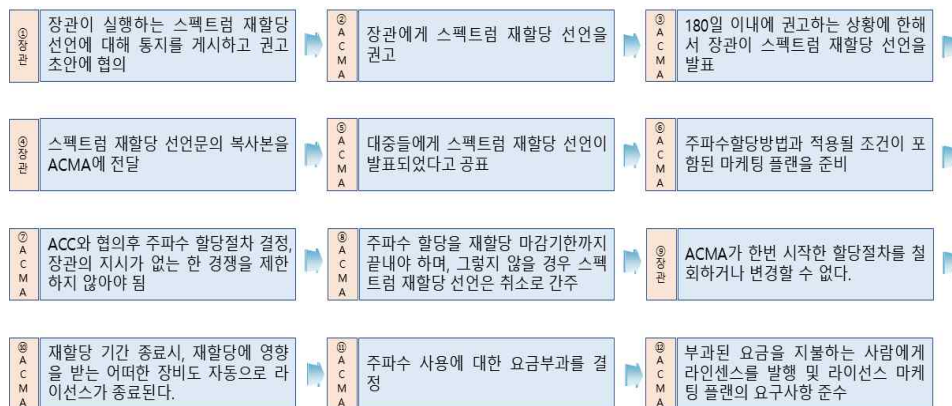 ① 장관
장관이 실행하는 스펙트럼 재할당
선언에 대해 통지를 게시하고 권고
초안에 협의
② ACMA
장관에게 스펙트럼 재할당 선언을
권고
③ ACMA
180일 이내에 권고하는 상황에 한해
서 장관이 스펙트럼 재할당 선언을
발표
④ 장관
스펙트럼 재할당 선언문의 복사본을
ACMA에 전달
⑤ ACMA
대중들에게 스펙트럼 재할당 선언이
발표되었다고 공표
⑥ ACMA
주파수할당방법과 적용될 조건이 포
함된 마케팅 플랜을 준비
⑦ ACMA
ACC와 협의후 주파수 할당절차 결정,
장관의 지시가 없는 한 경쟁을 제한
하지 않아야 됨
⑧ ACMA
주파수 할당을 재할당 마감기한까지
끝내야 하며, 그렇지 않을 경우 스펙
트럼 재할당 선언은 취소로 간주
⑨ 장관
ACMA가 한번 시작한 할당절차를 철
회하거나 변경할 수 없다.
⑩ ACMA
재할당 기간 종료시, 재할당에 영향
을 받는 어떠한 장비도 자동으로 라
이선스가 종료된다.
⑪ ACMA
주파수 사용에 대한 요금부과를 결
정
⑫ ACMA
부과된 요금을 지불하는 사람에게
라인센스를 발행 및 라이선스 마케
팅 플랜의 요구사항 준수